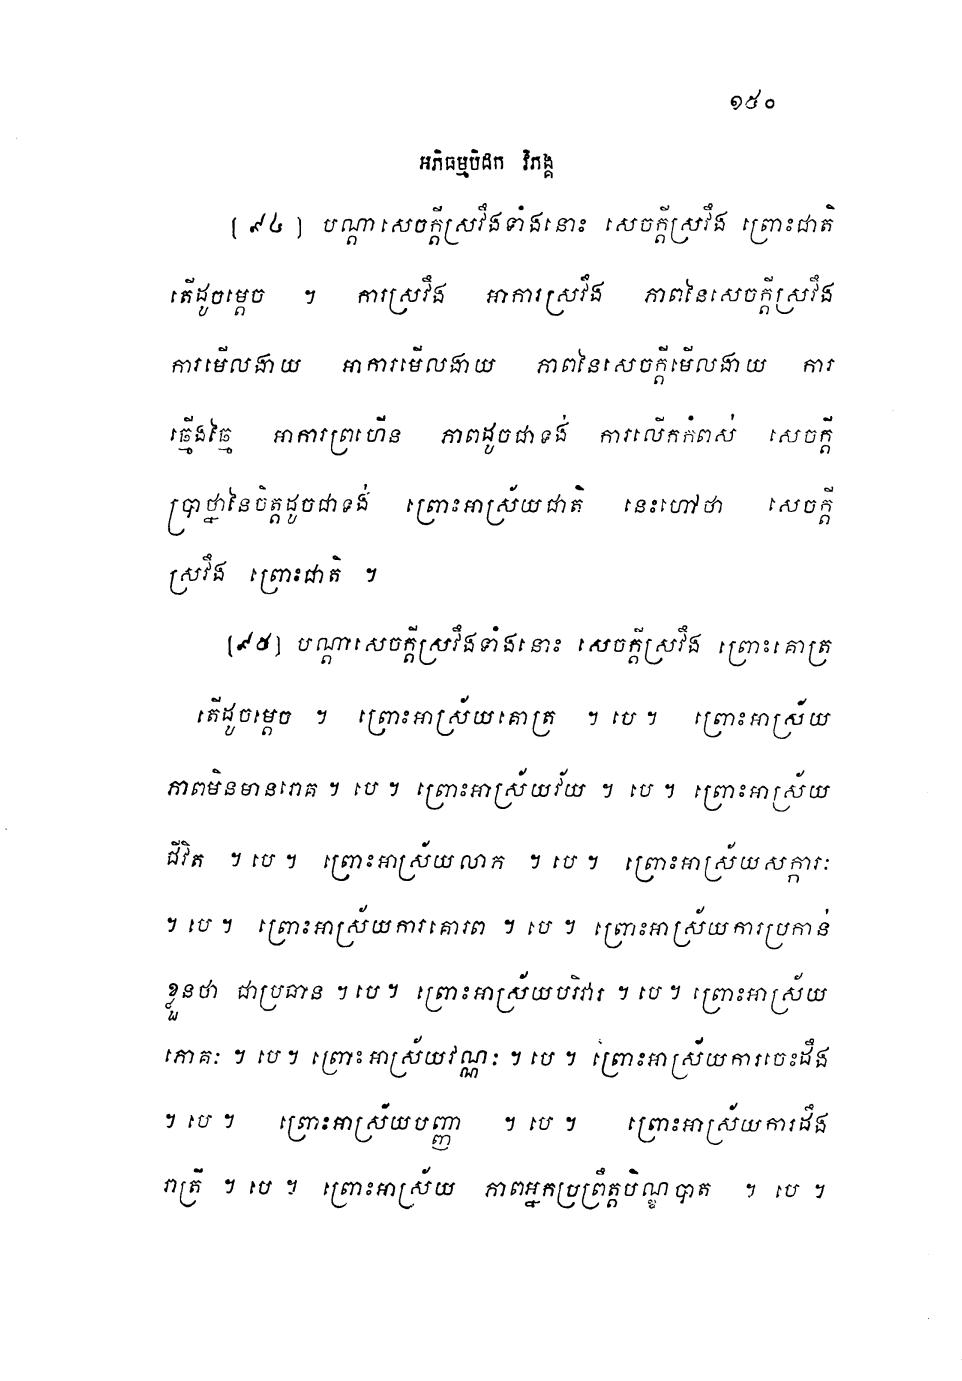 ១៥០
អភិធម្មបិដក វិភង្គ
[៩៤] បណ្តាសេចក្តីស្រវឹងទាំងនោះ សេចក្តីស្រវឹង ព្រោះជាតិ
តើដូចម្តេច ។ ការស្រវឹង អាការស្រវឹង ភាពនៃសេចក្តីស្រវឹង
ការមើលងាយ អាការមើលងាយ ភាពនៃសេចក្តីមើលងាយ ការ
ធ្មើងធ្មៃ អាការព្រហើន ភាពដូចជាទង់ ការលើកកំពស់ សេចក្តី
ប្រាថ្នានៃចិត្តដូចជាទង់ ព្រោះអាស្រ័យជាតិ នេះហៅថា សេចក្តី
ស្រវឹង ព្រោះជាតិ ។
[៩៥] បណ្តាសេចក្តីស្រវឹងទាំងនោះ សេចក្តីស្រវឹង ព្រោះគោត្រ
តើដូចម្តេច ។ ព្រោះអាស្រ័យគោត្រ ។ បេ ។ ព្រោះអាស្រ័យ
ភាពមិនមានរោគ ។ បេ ។ ព្រោះអាស្រ័យវ័យ ។ បេ ។ ព្រោះអាស្រ័យ
ជីវិត ។ បេ ។ ព្រោះអាស្រ័យលាភ ។ បេ ។ ព្រោះអាស្រ័យសក្ការៈ
។ បេ ។ ព្រោះអាស្រ័យការគោរព ។ បេ ។ ព្រោះអាស្រ័យការប្រកាន់
ខ្លួនថា ជាប្រធាន ។ បេ ។ ព្រោះអាស្រ័យបរិវារ ។ បេ ។ ព្រោះអាស្រ័យ
ភោគៈ ។ បេ ។ ព្រោះអាស្រ័យវណ្ណៈ ។ បេ ។ ព្រោះអាស្រ័យការចេះដឹង
។ បេ ។ ព្រោះអាស្រ័យបញ្ញា ។ បេ ។ ព្រោះអាស្រ័យការដឹង
រាត្រី ។ បេ ។ ព្រោះអាស្រ័យ ភាពអ្នកប្រព្រឹត្តបិណ្ឌបាត ។ បេ ។